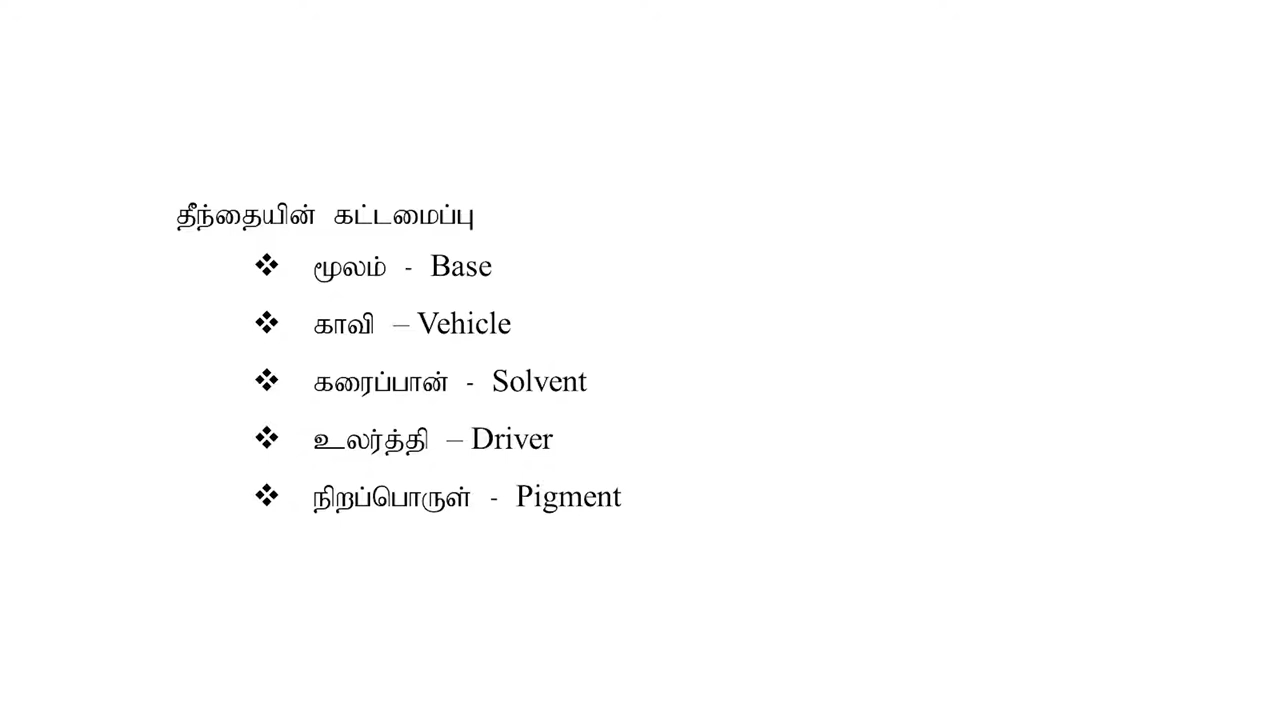 தீந்தையின் கட்டமைப்பு
❖ மூலம் - Base
❖ காவி – Vehicle
❖ கரைப்பான் - Solvent
❖ உலர்த்தி – Driver
❖ நிறப்பொருள் - Pigment